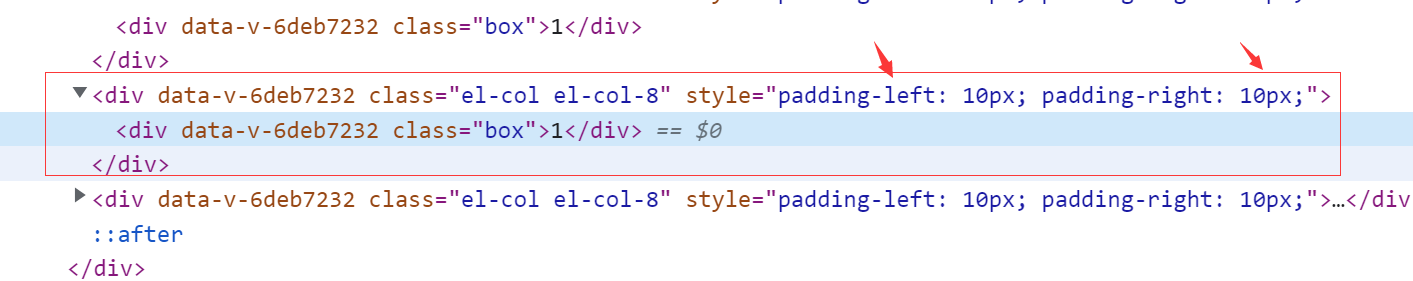 <div data-v-6deb7232 class="box">1</div>
</div>
▼<div data-v-6deb7232 class="el-col el-col-8" style="padding-left: 10px; padding-right: 10px;">
<div data-v-6deb7232 class="box">1</div> == $0
</div>
▶<div data-v-6deb7232 class="el-col el-col-8" style="padding-left: 10px; padding-right: 10px;">…</div
::after
</div>